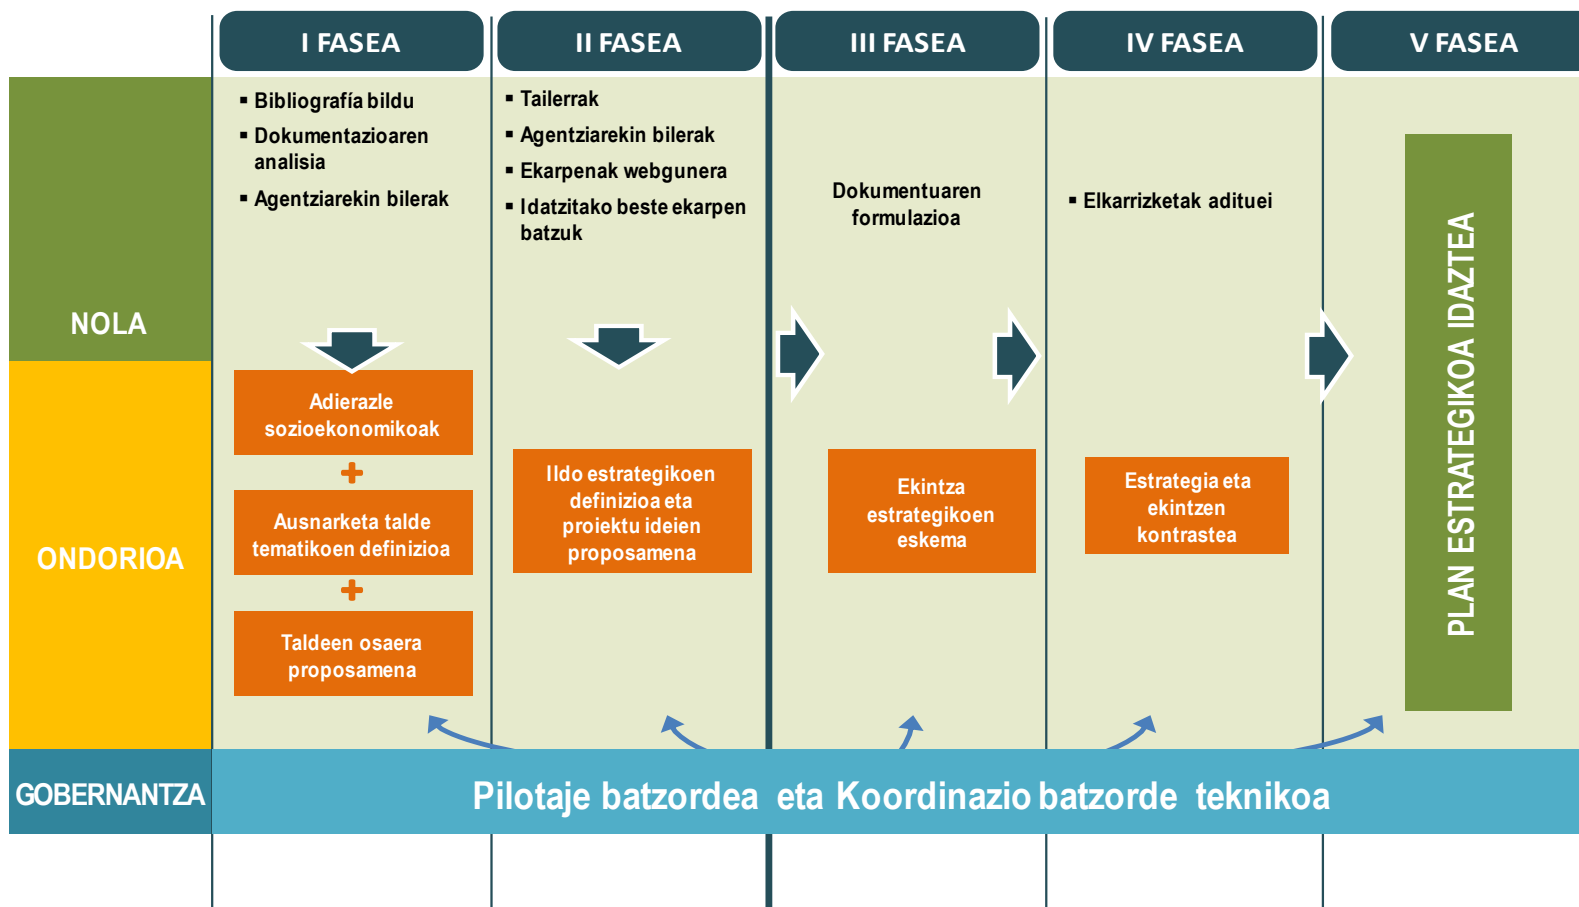 I FASEA
II FASEA
III FASEA
IV FASEA
V FASEA
NOLA
▪ Bibliografía bildu
▪ Dokumentazioaren
analisia
▪ Agentziarekin bilerak
▪ Tailerrak
▪ Agentziarekin bilerak
▪ Ekarpenak webgunera
▪ Idatzitako beste ekarpen
batzuk
Dokumentuaren
formulazioa
▪ Elkarrizketak adituei
PLAN ESTRATEGIKOA IDAZTEA
ONDORIOA
Adierazle
sozioekonomikoak
+
Ausnarketa talde
tematikoen definizioa
+
Taldeen osaera
proposamena
Ildo estrategikoen
definizioa eta
proiektu ideien
proposamena
Ekintza
estrategikoen
eskema
Estrategia eta
ekintzen
kontrastea
GOBERNANTZA
Pilotaje batzordea eta Koordinazio batzorde teknikoa